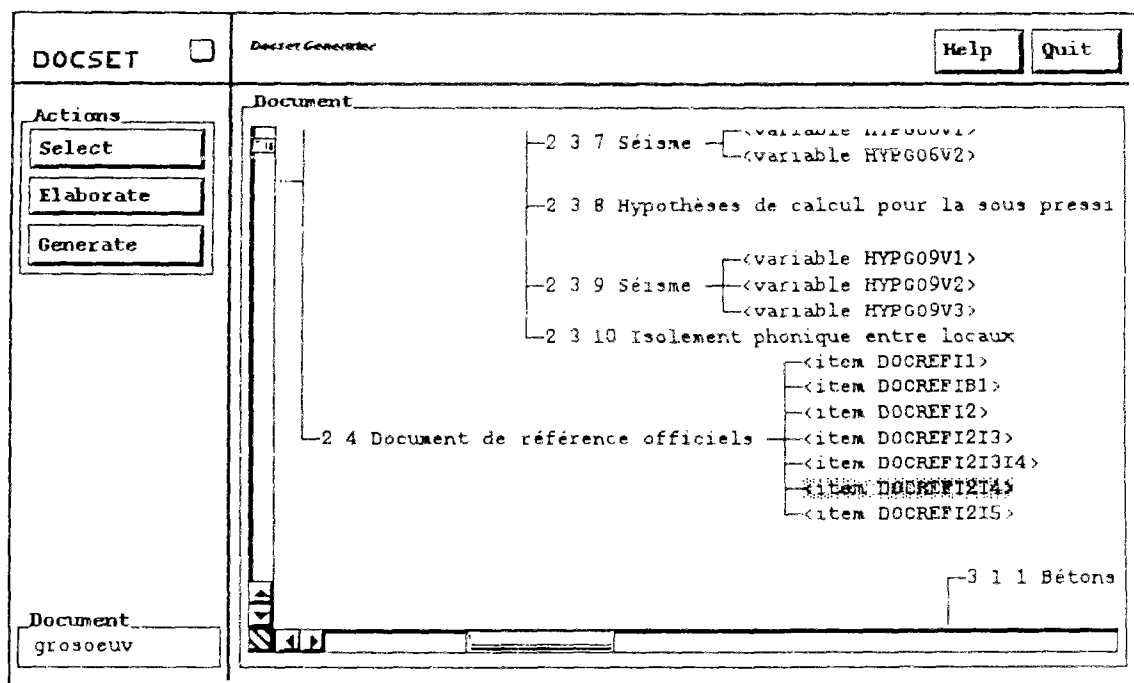 DOCSET
Docset Generator
Help
Quit
Actions
Select
Elaborate
Generate
Document
grosoeuv
Document
2 3 7 Séisme
<variable
<variable HYPG06V2>
2 3 8 Hypothèses de calcul pour la sous pressi
2 3 9 Séisme
<variable HYPG09V1>
<variable HYPG09V2>
<variable HYPG09V3>
2 3 10 Isolement phonique entre locaux
2 4 Document de référence officiels
<item DOCREFI1>
<item DOCREFIB1>
<item DOCREFI2>
<item DOCREFI2I3>
<item DOCREFI2I3I4>
<item DOCREFI2I4>
<item DOCREFI2I5>
3 1 1 Bétons